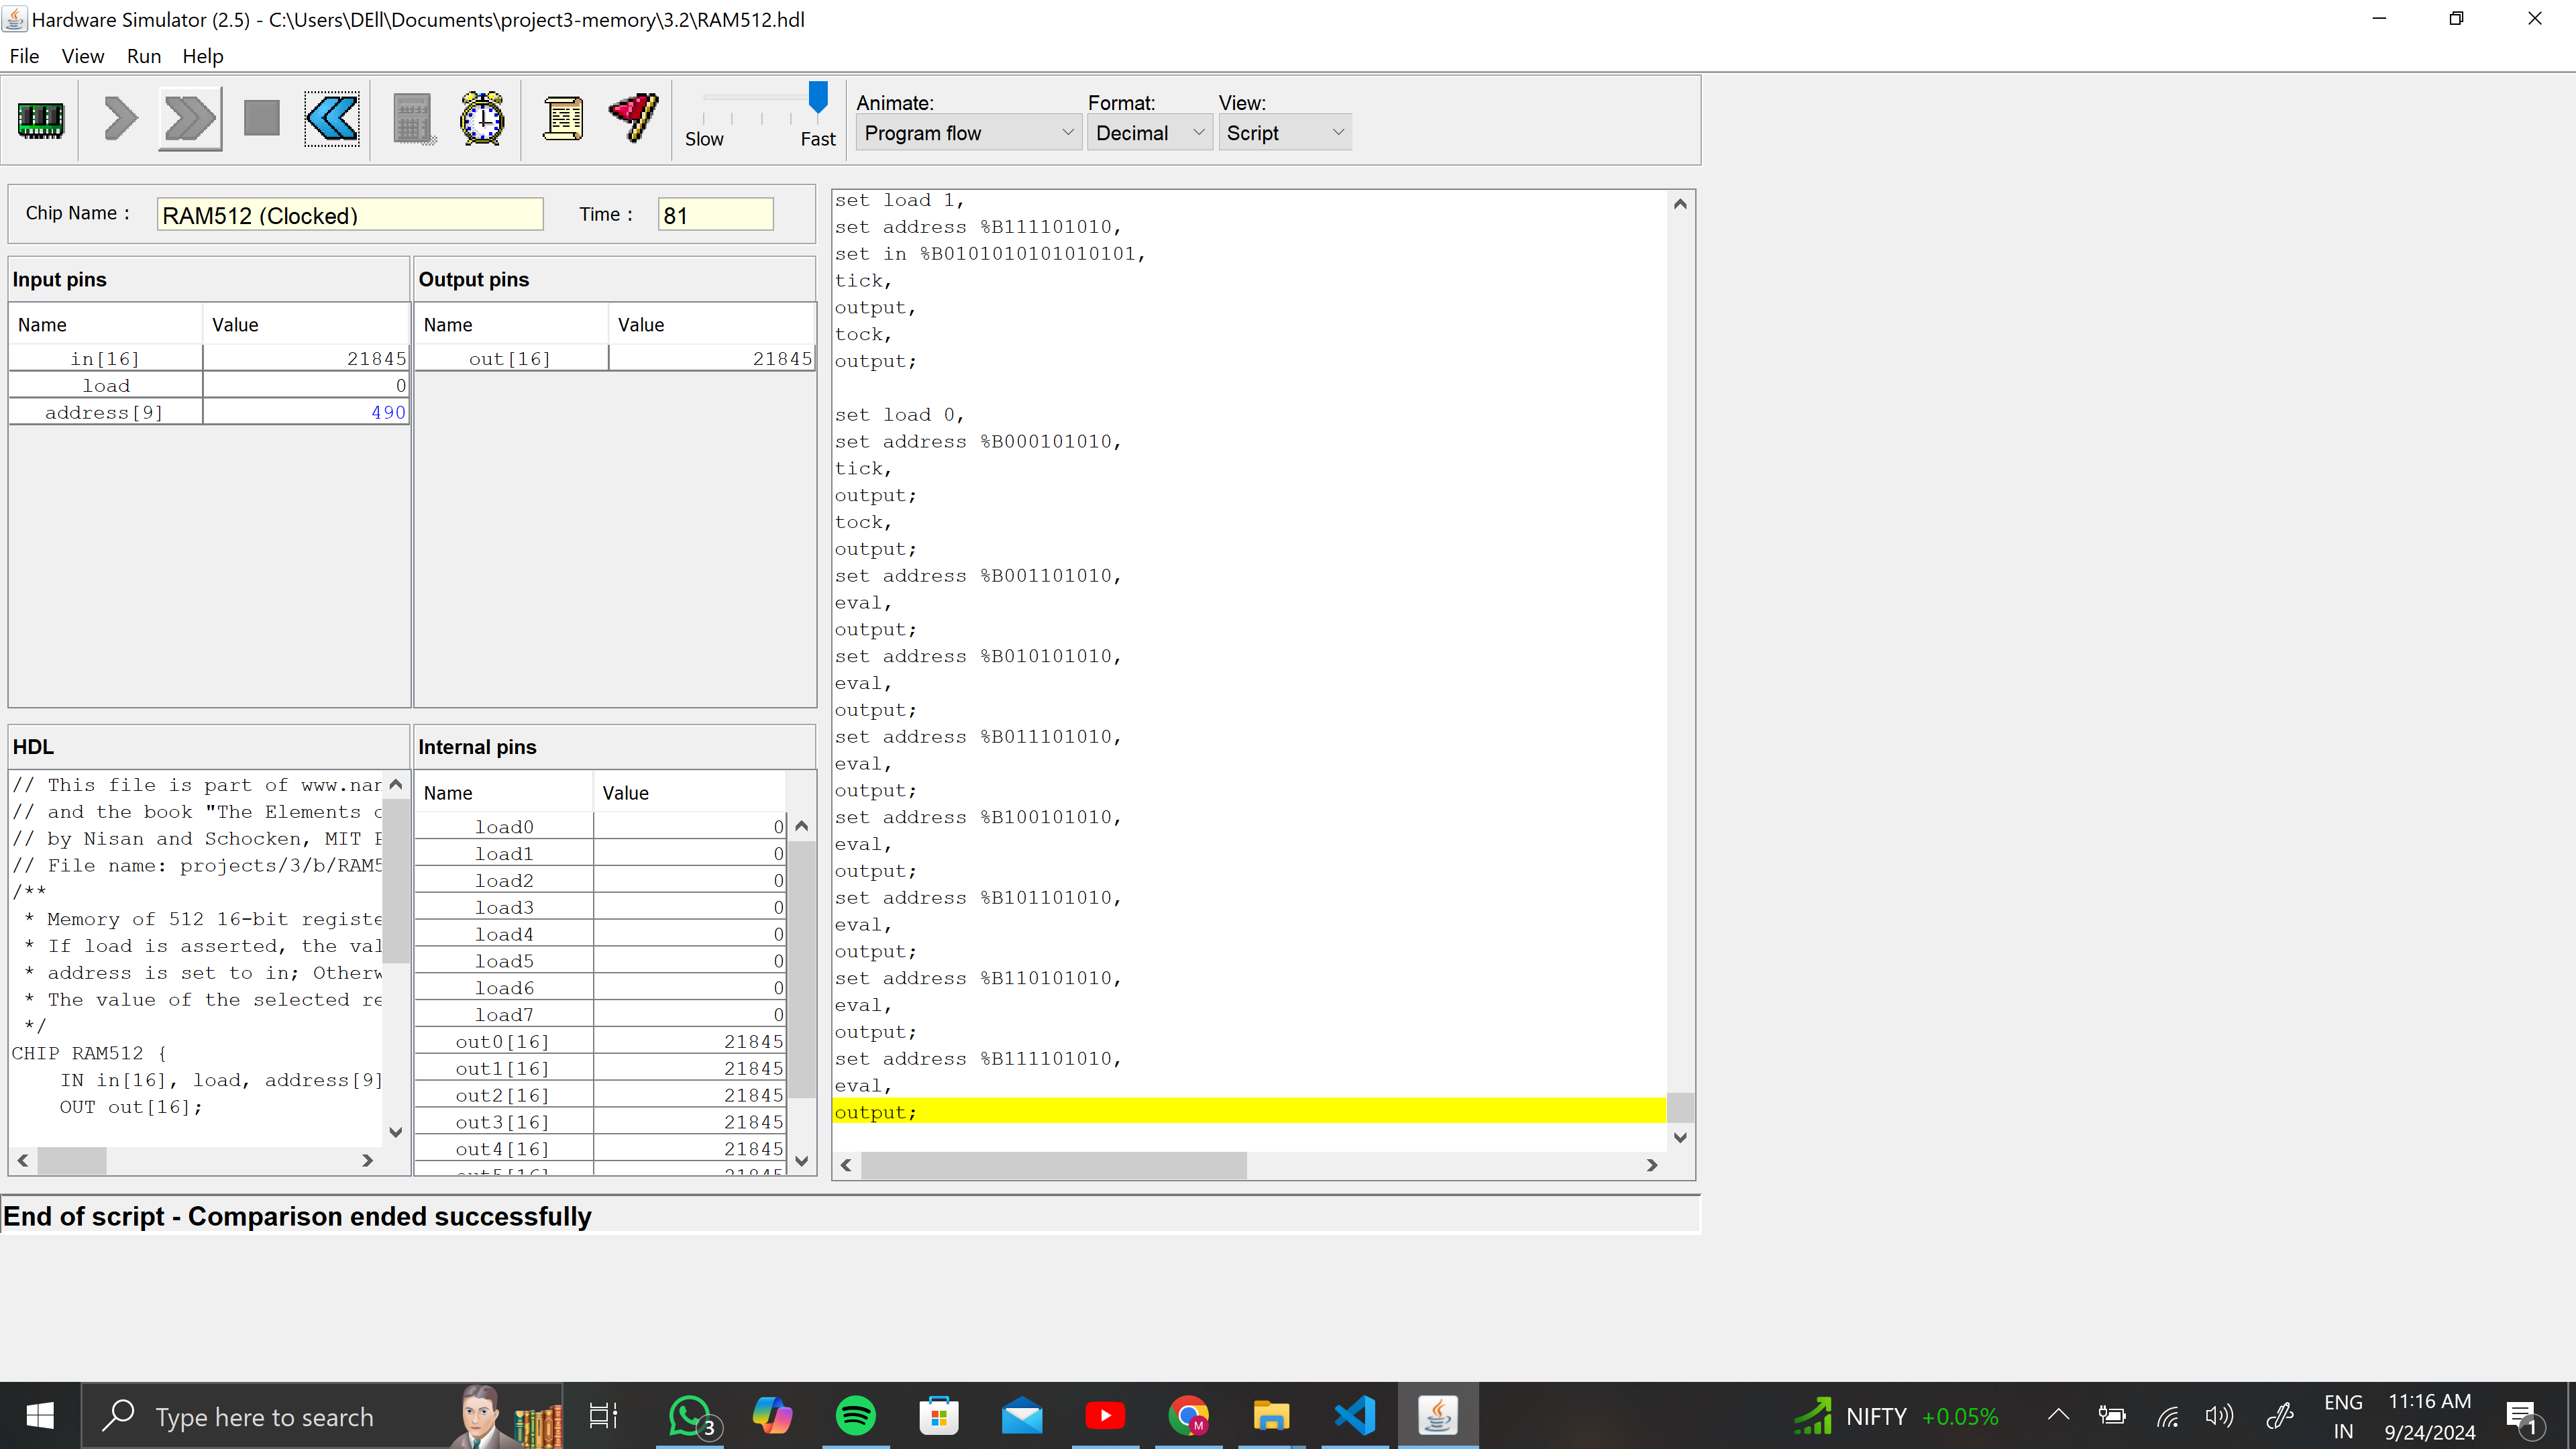 Hardware Simulator (2.5) - C:\Users\DEll\Documents\project3-memory\3.2\RAM512.hdl
File View Run Help
Slow Fast
Animate: Format: View:
Program flow Decimal Script
Chip Name : RAM512 (Clocked) Time : 81
Input pins
Name Value
in[16] 21845
load 0
address[9] 490
Output pins
Name Value
out[16] 21845
HDL
// This file is part of www.nan
// and the book "The Elements o
// by Nisan and Schocken, MIT P
// File name: projects/3/b/RAM5
/**
* Memory of 512 16-bit registe
* If load is asserted, the val
* address is set to in; Otherw
* The value of the selected re
*/
CHIP RAM512 {
IN in[16], load, address[9]
OUT out[16];
Internal pins
Name Value
load0 0
load1 0
load2 0
load3 0
load4 0
load5 0
load6 0
load7 0
out0[16] 21845
out1[16] 21845
out2[16] 21845
out3[16] 21845
out4[16] 21845
out5[16] 21845
set load 1,
set address %B111101010,
set in %B0101010101010101,
tick,
output,
tock,
output;
set load 0,
set address %B000101010,
tick,
output;
tock,
output;
set address %B001101010,
eval,
output;
set address %B010101010,
eval,
output;
set address %B011101010,
eval,
output;
set address %B100101010,
eval,
output;
set address %B101101010,
eval,
output;
set address %B110101010,
eval,
output;
set address %B111101010,
eval,
output;
End of script - Comparison ended successfully
Type here to search
3
M
NIFTY +0.05%
ENG
IN
11:16 AM
9/24/2024
1